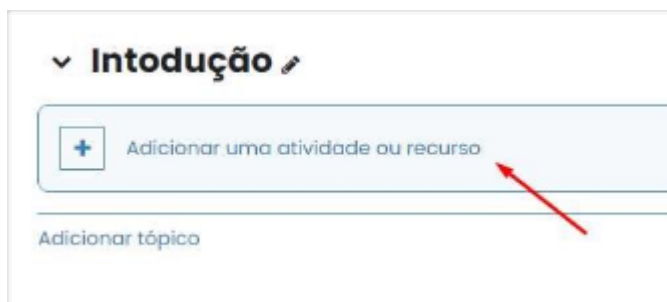 Intodução
Adicionar uma atividade ou recurso
Adicionar tópico